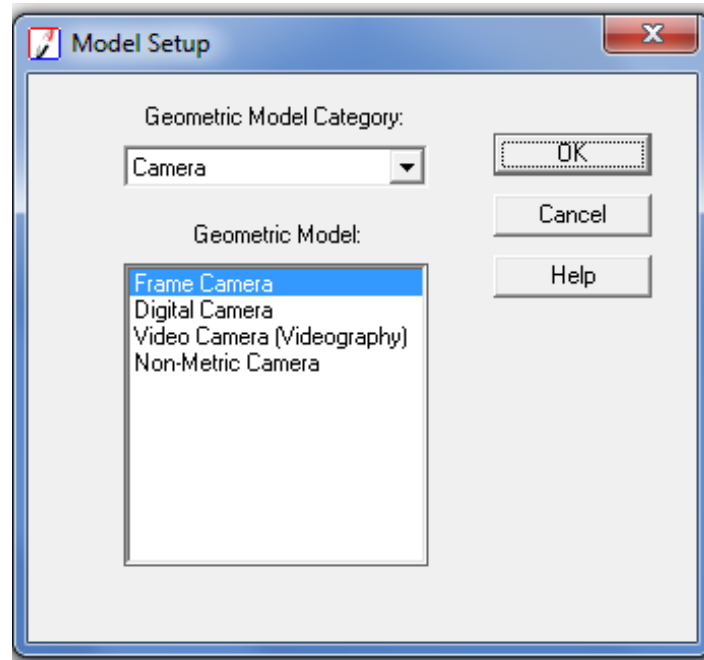 Model Setup
Geometric Model Category:
Camera
OK
Cancel
Geometric Model:
Help
Frame Camera
Digital Camera
Video Camera (Videography)
Non-Metric Camera